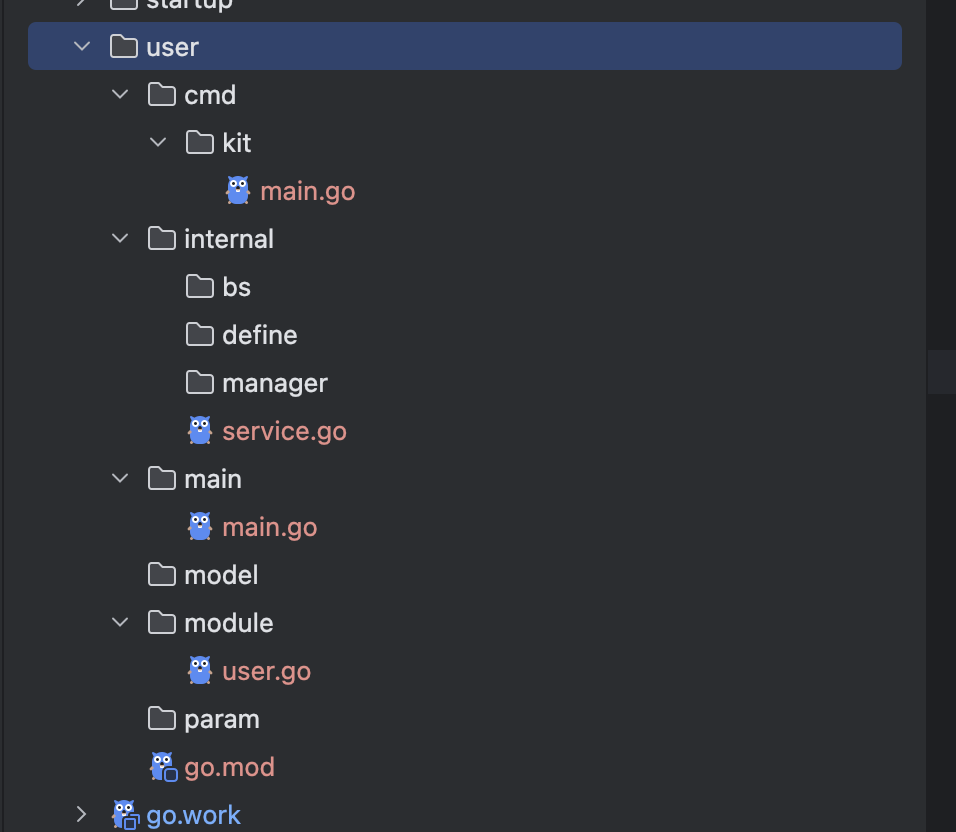 startup
user
cmd
kit
main.go
internal
bs
define
manager
service.go
main
main.go
model
module
user.go
param
go.mod
go.work